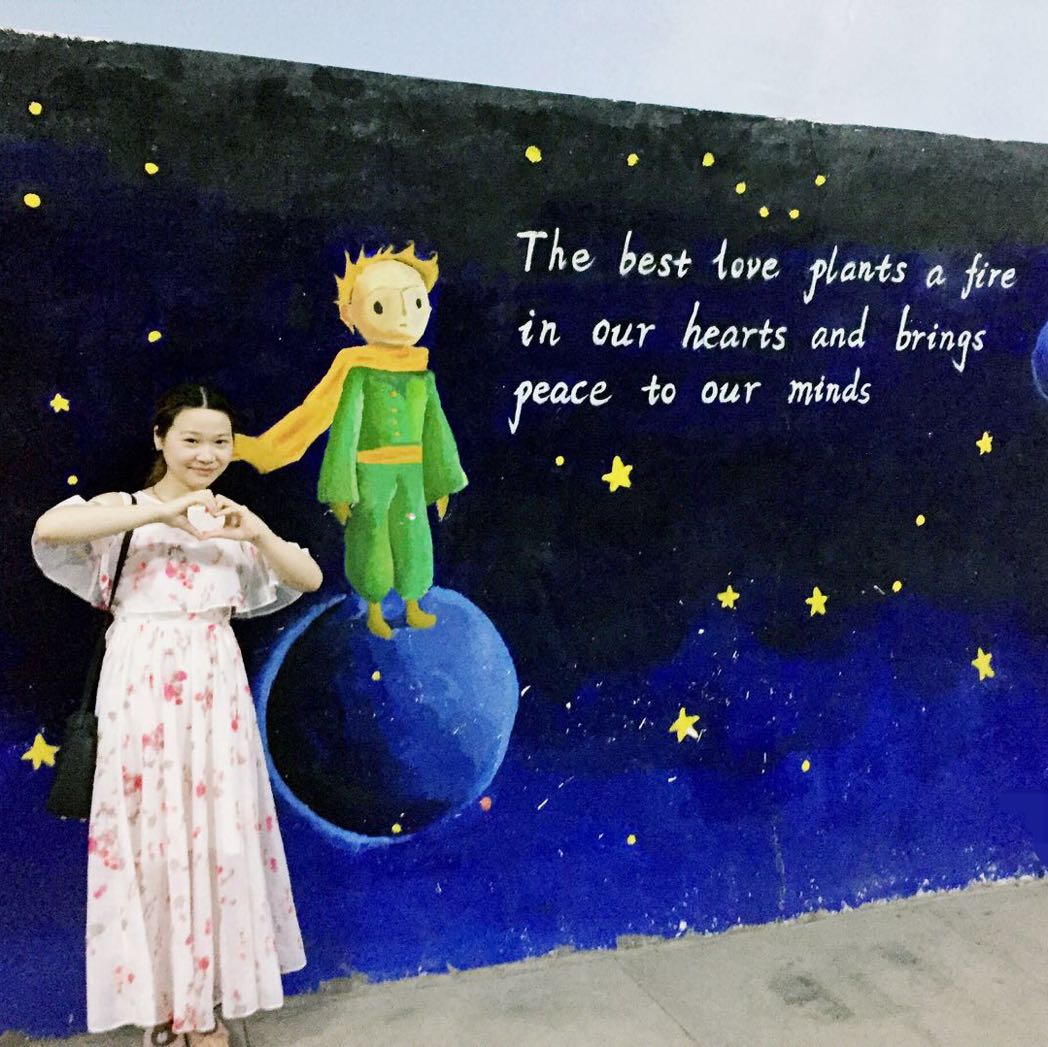 The best love plants a fire
in our hearts and brings
peace to our minds